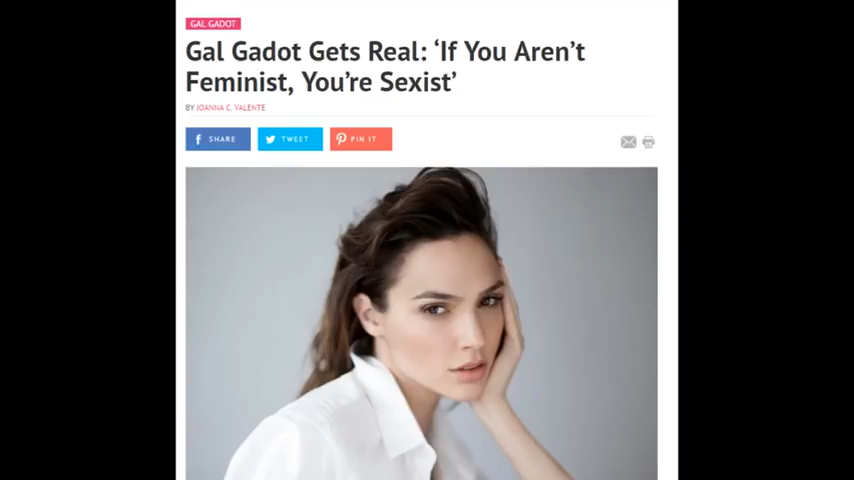 GAL GADOT
Gal Gadot Gets Real: ‘If You Aren’t
Feminist, You’re Sexist’
BY JOANNA C. VALENTE
SHARE TWEET PIN IT